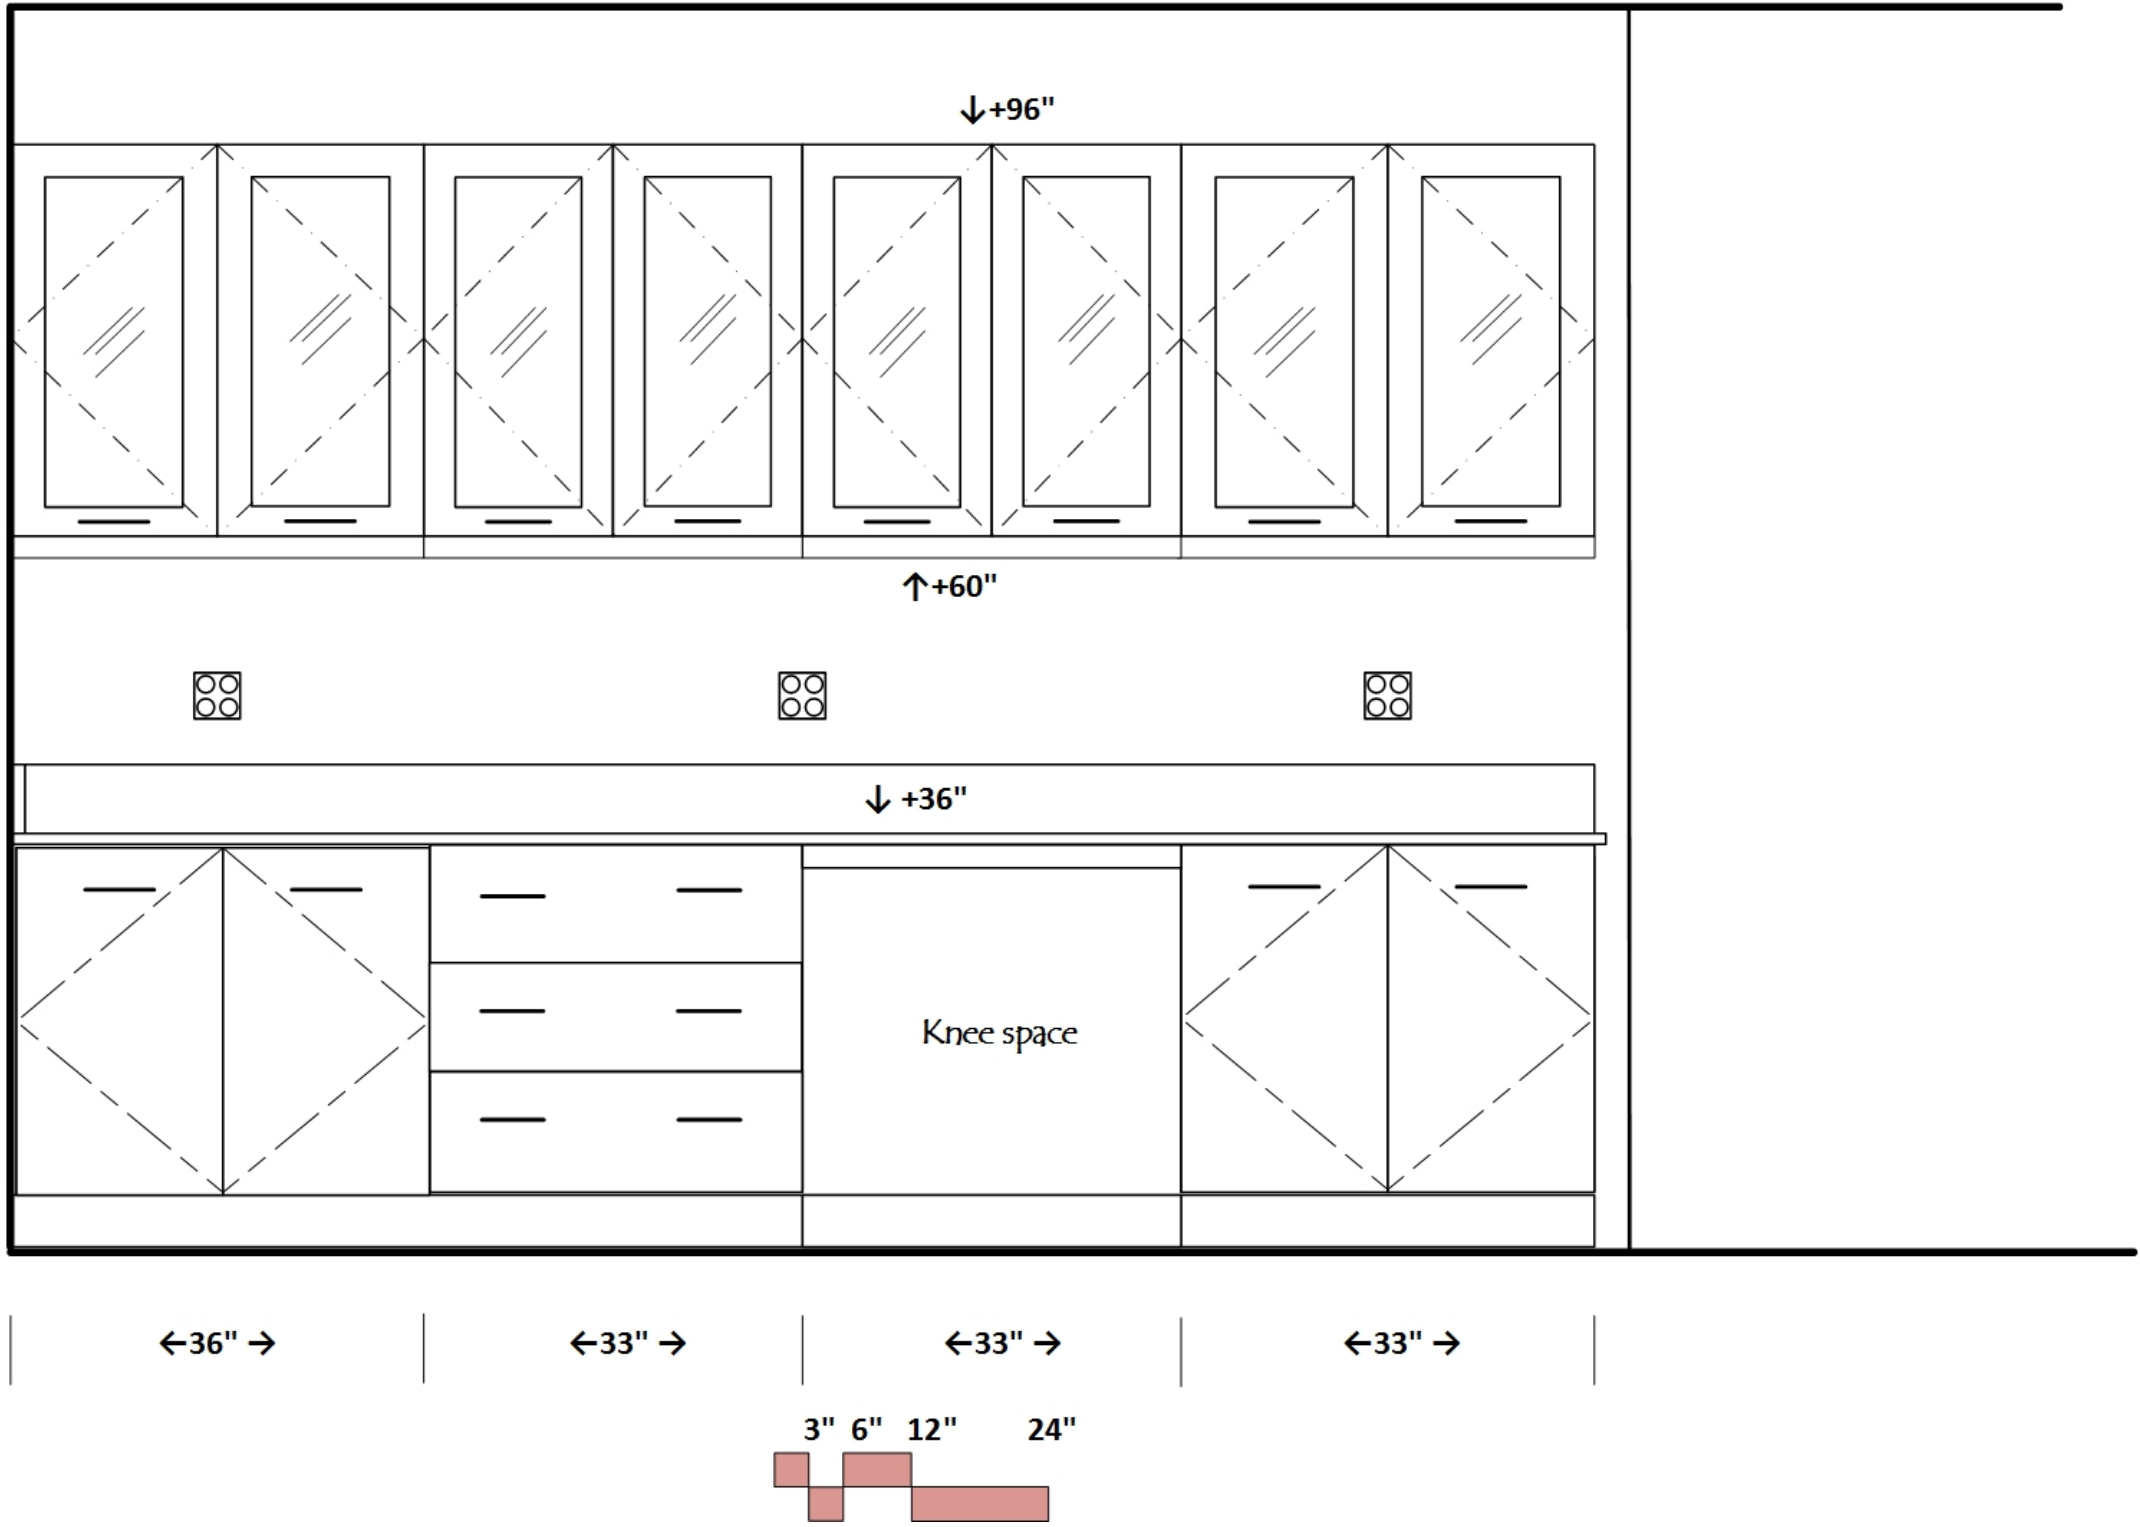 ↓+96"
↑+60"
↓ +36"
Knee space
←36" → ←33" → ←33" → ←33" →
3" 6" 12" 24"